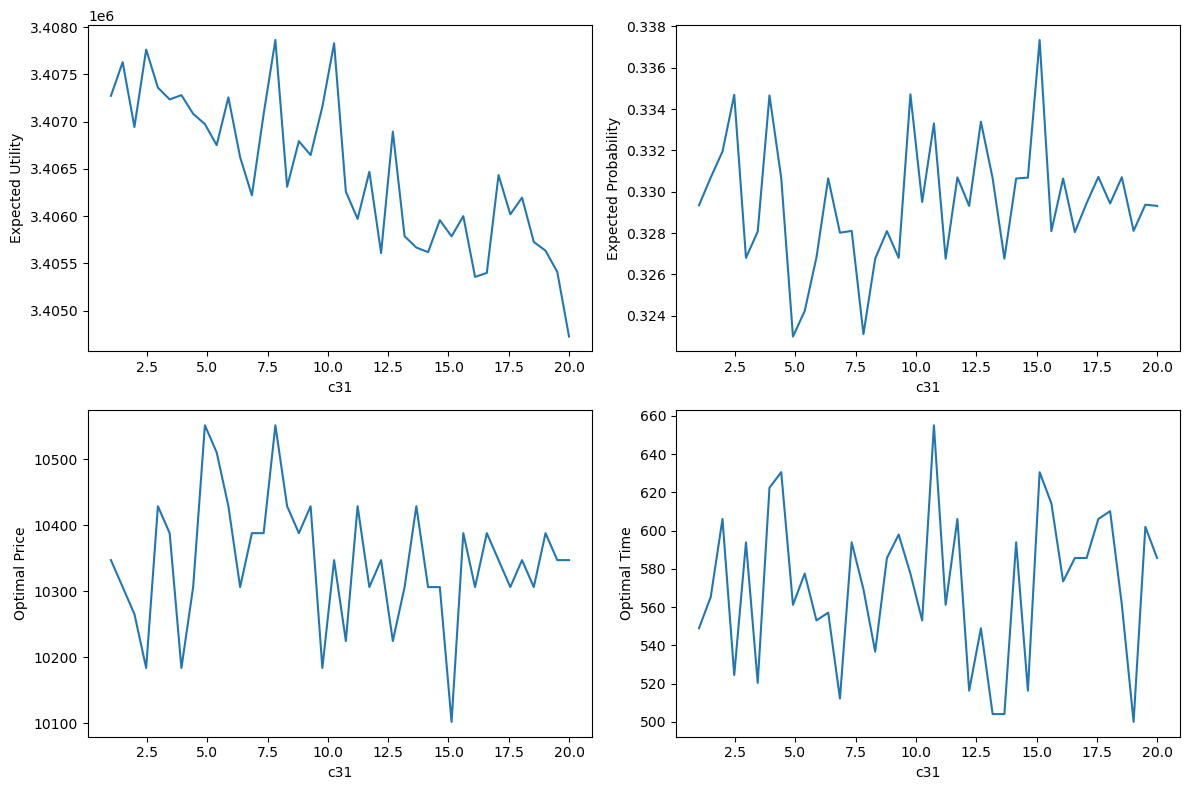 1e6
3.4080
3.4075
3.4070
3.4065
3.4060
3.4055
3.4050
Expected Utility
2.5 5.0 7.5 10.0 12.5 15.0 17.5 20.0
c31
0.338
0.336
0.334
0.332
0.330
0.328
0.326
0.324
Expected Probability
2.5 5.0 7.5 10.0 12.5 15.0 17.5 20.0
c31
10500
10400
10300
10200
10100
Optimal Price
2.5 5.0 7.5 10.0 12.5 15.0 17.5 20.0
c31
660
640
620
600
580
560
540
520
500
Optimal Time
2.5 5.0 7.5 10.0 12.5 15.0 17.5 20.0
c31